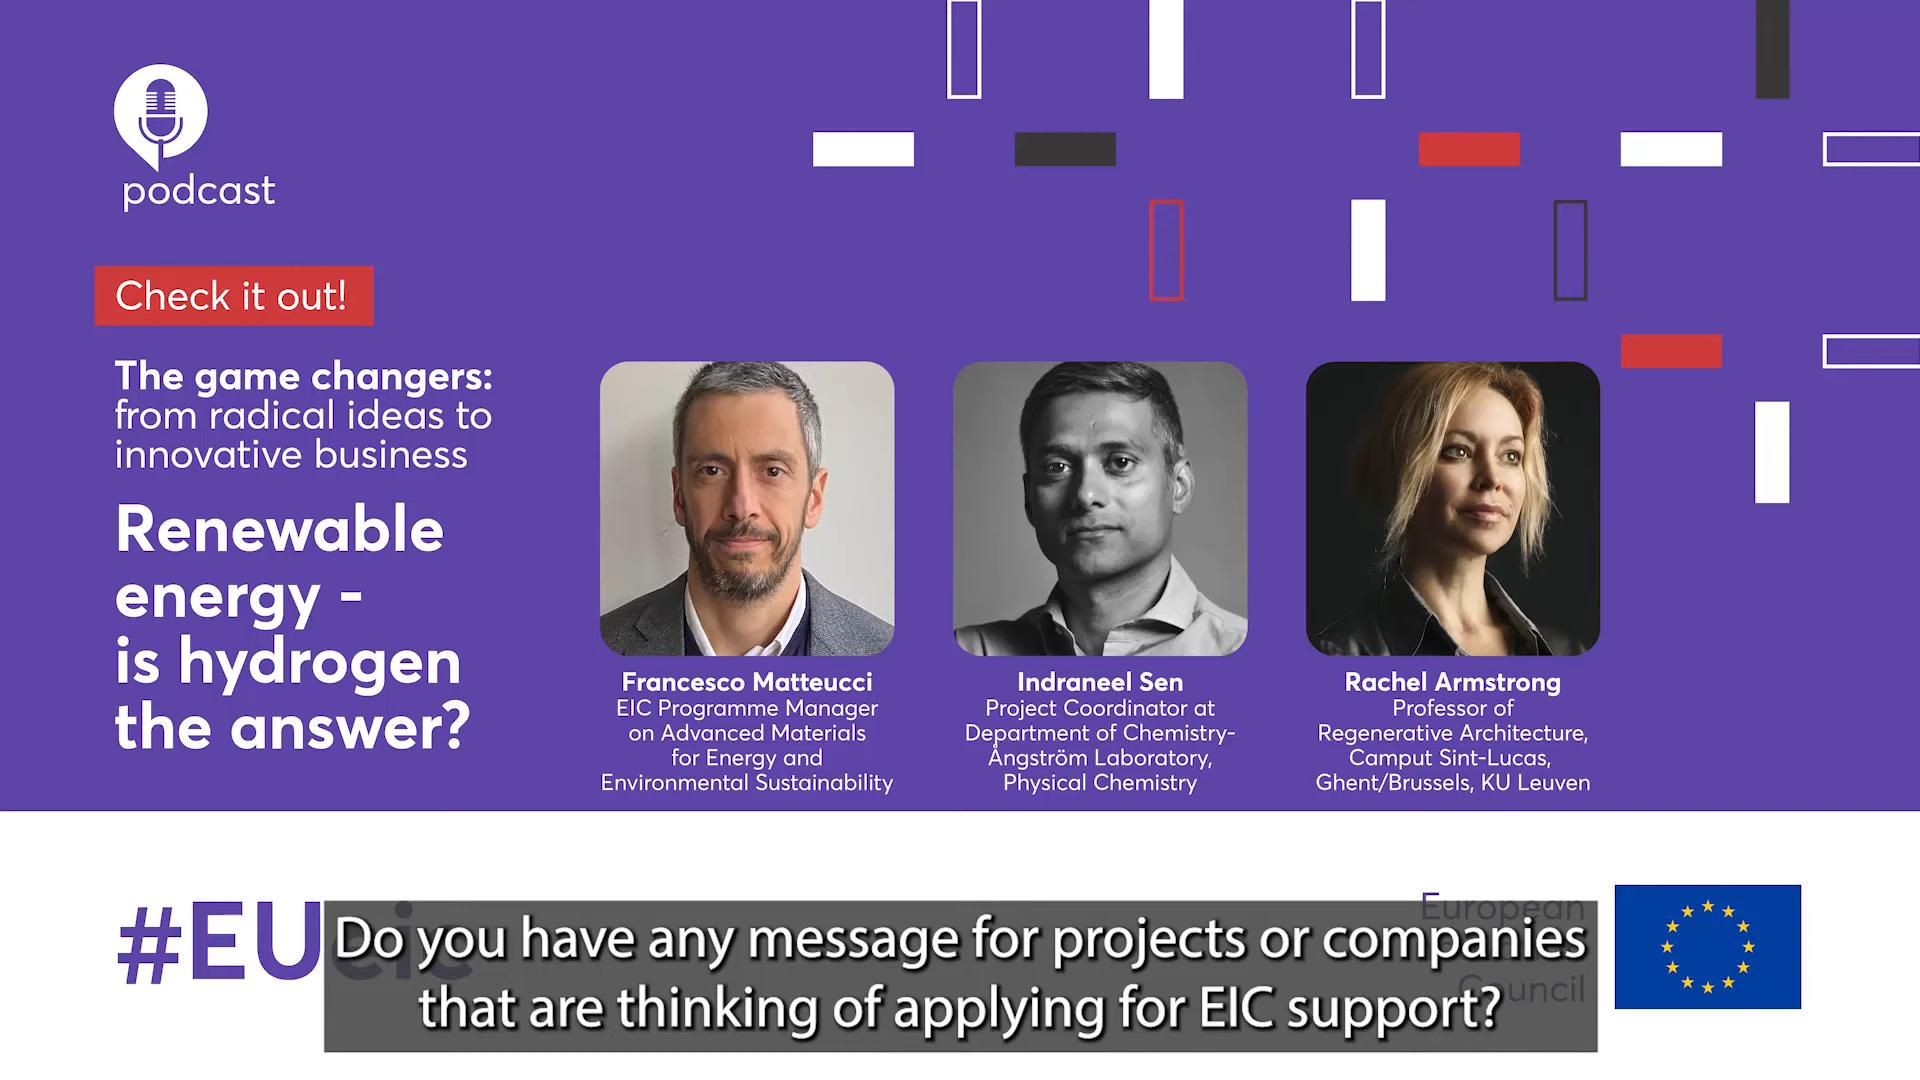 podcast
Check it out!
The game changers:
from radical ideas to
innovative business
Renewable
energy -
is hydrogen
the answer?
Francesco Matteucci
EIC Programme Manager
on Advanced Materials
for Energy and
Environmental Sustainability
Indraneel Sen
Project Coordinator at
Department of Chemistry-
Ångström Laboratory,
Physical Chemistry
Rachel Armstrong
Professor of
Regenerative Architecture,
Camput Sint-Lucas,
Ghent/Brussels, KU Leuven
#EUeic
European
Council
Do you have any message for projects or companies
that are thinking of applying for EIC support?